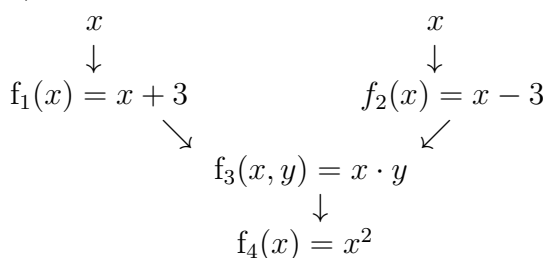 x x
↓ ↓
f₁(x) = x + 3 f₂(x) = x − 3
↘ ↙
f₃(x, y) = x · y
↓
f₄(x) = x²